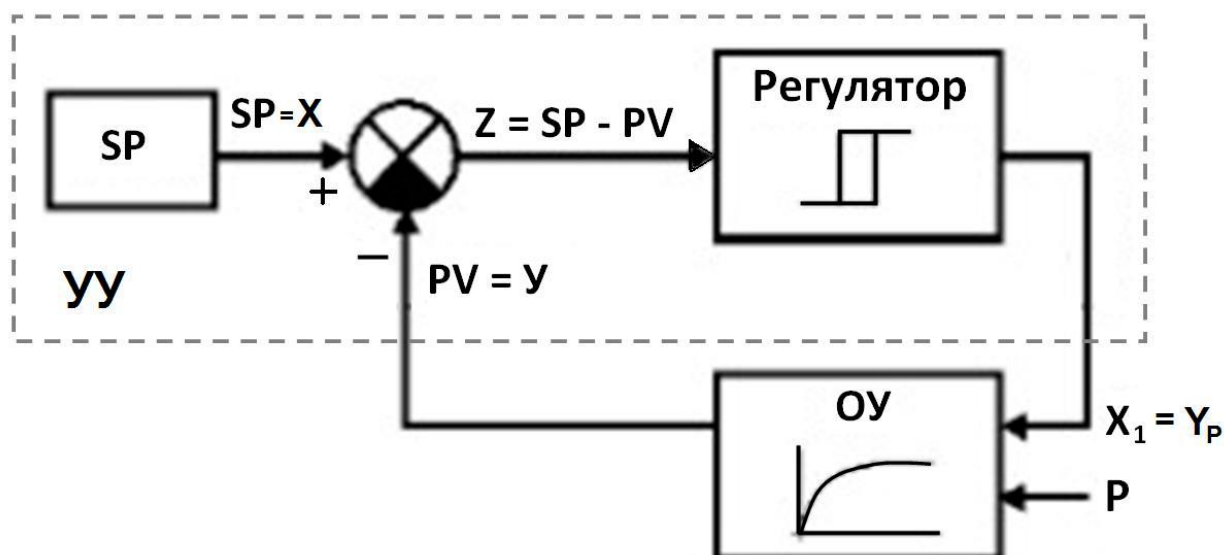 SP
SP=X
Z = SP - PV
Регулятор
+
−
УУ
PV = У
ОУ
X₁ = Yₚ
P